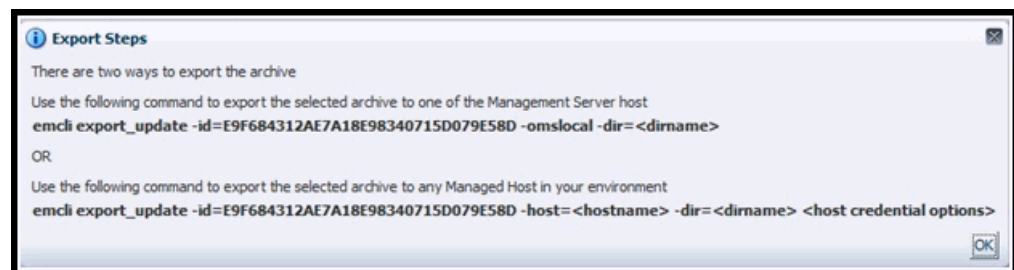 Export Steps
There are two ways to export the archive
Use the following command to export the selected archive to one of the Management Server host
emcli export_update -id=E9F684312AE7A18E98340715D079E58D -omslocal -dir=<dirname>
OR
Use the following command to export the selected archive to any Managed Host in your environment
emcli export_update -id=E9F684312AE7A18E98340715D079E58D -host=<hostname> -dir=<dirname> <host credential options>
OK